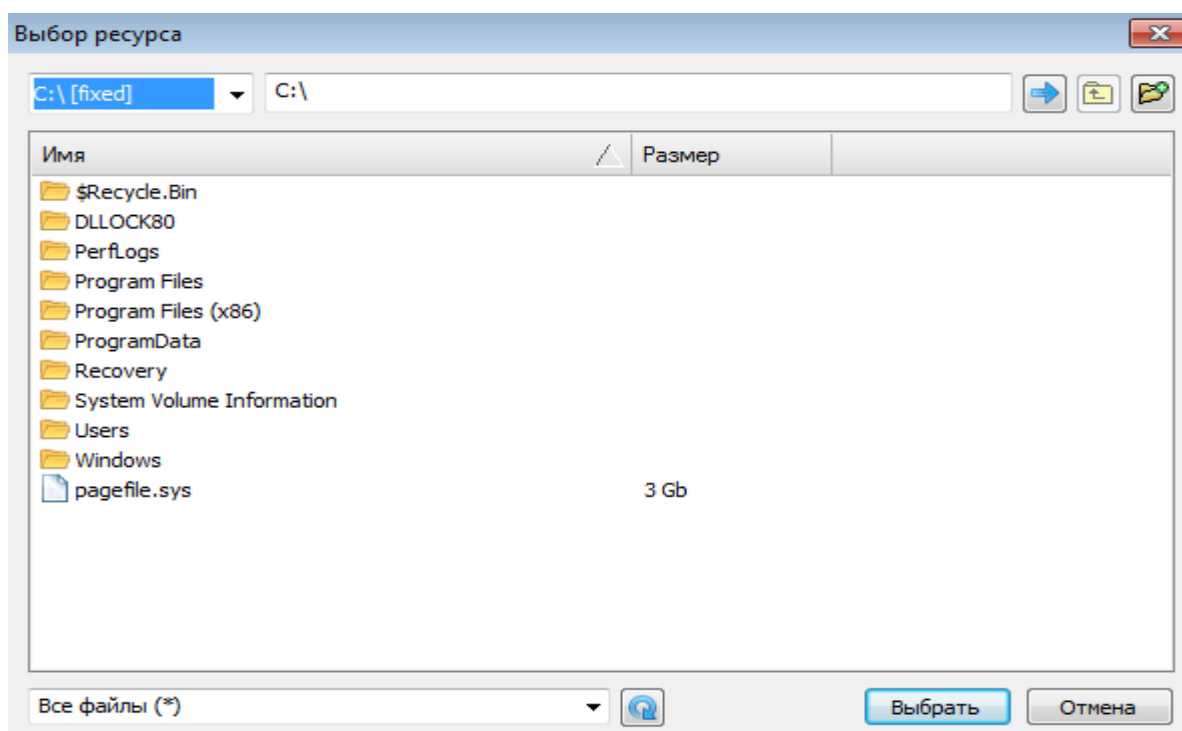 Выбор ресурса
C:\ [fixed] C:\
Имя Размер
$Recycle.Bin
DLLOCK80
PerfLogs
Program Files
Program Files (x86)
ProgramData
Recovery
System Volume Information
Users
Windows
pagefile.sys 3 Gb
Все файлы (*) Выбрать Отмена